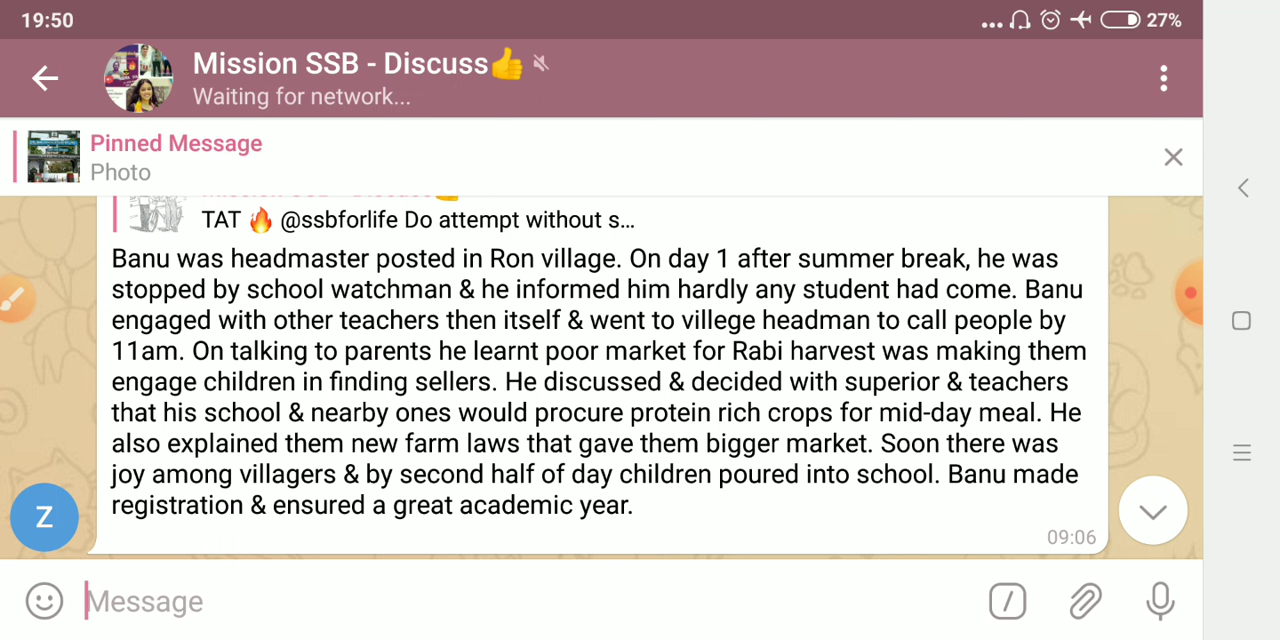 19:50
27%
Mission SSB - Discuss👍
Waiting for network...
Pinned Message
Photo
TAT 🔥 @ssbforlife Do attempt without s...
Banu was headmaster posted in Ron village. On day 1 after summer break, he was
stopped by school watchman & he informed him hardly any student had come. Banu
engaged with other teachers then itself & went to villege headman to call people by
11am. On talking to parents he learnt poor market for Rabi harvest was making them
engage children in finding sellers. He discussed & decided with superior & teachers
that his school & nearby ones would procure protein rich crops for mid-day meal. He
also explained them new farm laws that gave them bigger market. Soon there was
joy among villagers & by second half of day children poured into school. Banu made
registration & ensured a great academic year.
09:06
Z
Message